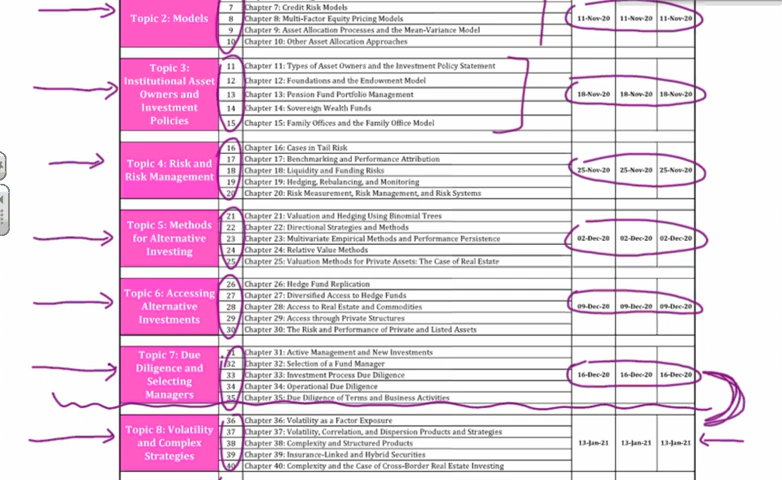 Topic 2: Models
7 Chapter 7: Credit Risk Models
8 Chapter 8: Multi-Factor Equity Pricing Models
9 Chapter 9: Asset Allocation Processes and the Mean-Variance Model
10 Chapter 10: Other Asset Allocation Approaches
11-Nov-20 11-Nov-20 11-Nov-20
Topic 3:
Institutional Asset
Owners and
Investment
Policies
11 Chapter 11: Types of Asset Owners and the Investment Policy Statement
12 Chapter 12: Foundations and the Endowment Model
13 Chapter 13: Pension Fund Portfolio Management
14 Chapter 14: Sovereign Wealth Funds
15 Chapter 15: Family Offices and the Family Office Model
18-Nov-20 18-Nov-20 18-Nov-20
Topic 4: Risk and
Risk Management
16 Chapter 16: Cases in Tail Risk
17 Chapter 17: Benchmarking and Performance Attribution
18 Chapter 18: Liquidity and Funding Risks
19 Chapter 19: Hedging, Rebalancing, and Monitoring
20 Chapter 20: Risk Measurement, Risk Management, and Risk Systems
25-Nov-20 25-Nov-20 25-Nov-20
Topic 5: Methods
for Alternative
Investing
21 Chapter 21: Valuation and Hedging Using Binomial Trees
22 Chapter 22: Directional Strategies and Methods
23 Chapter 23: Multivariate Empirical Methods and Performance Persistence
24 Chapter 24: Relative Value Methods
25 Chapter 25: Valuation Methods for Private Assets: The Case of Real Estate
02-Dec-20 02-Dec-20 02-Dec-20
Topic 6: Accessing
Alternative
Investments
26 Chapter 26: Hedge Fund Replication
27 Chapter 27: Diversified Access to Hedge Funds
28 Chapter 28: Access to Real Estate and Commodities
29 Chapter 29: Access through Private Structures
30 Chapter 30: The Risk and Performance of Private and Listed Assets
09-Dec-20 09-Dec-20 09-Dec-20
Topic 7: Due
Diligence and
Selecting
Managers
31 Chapter 31: Active Management and New Investments
32 Chapter 32: Selection of a Fund Manager
33 Chapter 33: Investment Process Due Diligence
34 Chapter 34: Operational Due Diligence
35 Chapter 35: Due Diligence of Terms and Business Activities
16-Dec-20 16-Dec-20 16-Dec-20
Topic 8: Volatility
and Complex
Strategies
36 Chapter 36: Volatility as a Factor Exposure
37 Chapter 37: Volatility, Correlation, and Dispersion Products and Strategies
38 Chapter 38: Complexity and Structured Products
39 Chapter 39: Insurance-Linked and Hybrid Securities
40 Chapter 40: Complexity and the Case of Cross-Border Real Estate Investing
13-Jan-21 13-Jan-21 13-Jan-21